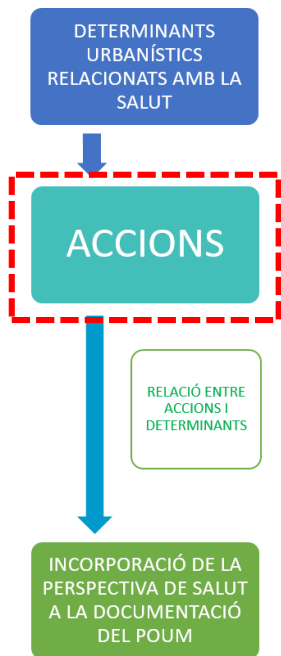 DETERMINANTS
URBANÍSTICS
RELACIONATS AMB LA
SALUT
ACCIONS
RELACIÓ ENTRE
ACCIONS I
DETERMINANTS
INCORPORACIÓ DE LA
PERSPECTIVA DE SALUT
A LA DOCUMENTACIÓ
DEL POUM